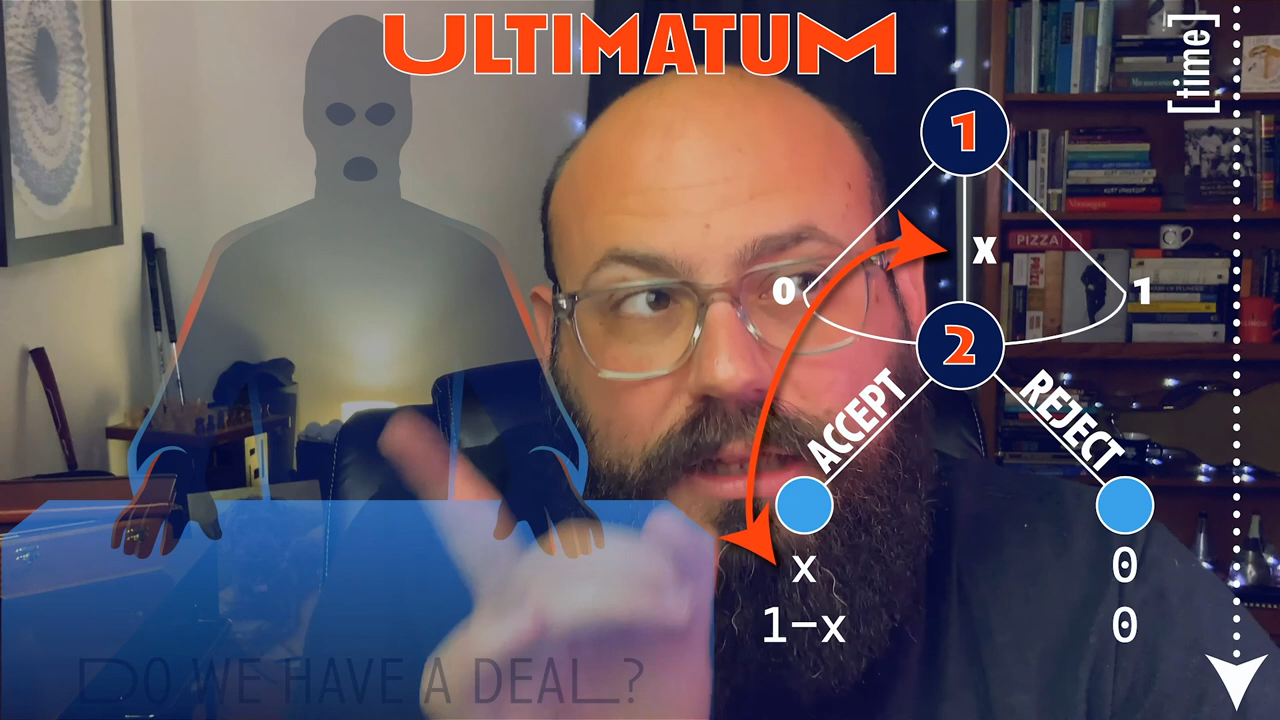 ULTIMATUM
[time]
1
x
0
1
2
ACCEPT
REJECT
x
0
1-x
0
DO WE HAVE A DEAL?
PIZZA